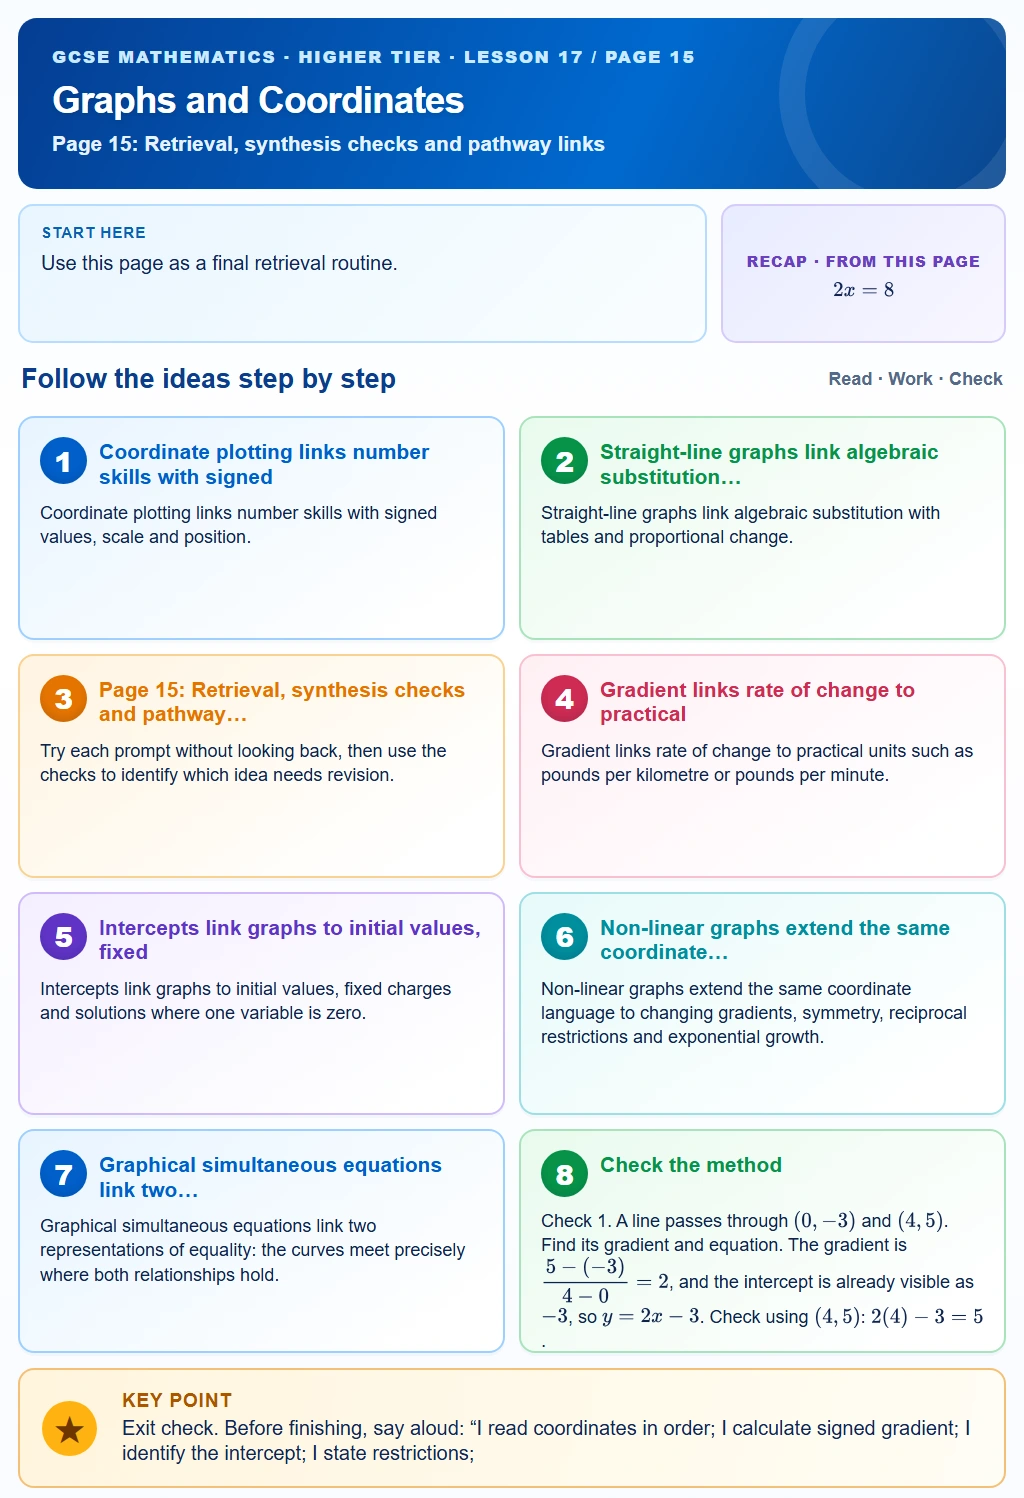 GCSE MATHEMATICS · HIGHER TIER · LESSON 17 / PAGE 15
Graphs and Coordinates
Page 15: Retrieval, synthesis checks and pathway links
START HERE
Use this page as a final retrieval routine.
RECAP · FROM THIS PAGE
2x = 8
Follow the ideas step by step
Read · Work · Check
1
Coordinate plotting links number
skills with signed
Coordinate plotting links number skills with signed
values, scale and position.
2
Straight-line graphs link algebraic
substitution…
Straight-line graphs link algebraic substitution with
tables and proportional change.
3
Page 15: Retrieval, synthesis checks
and pathway…
Try each prompt without looking back, then use the
checks to identify which idea needs revision.
4
Gradient links rate of change to
practical
Gradient links rate of change to practical units such as
pounds per kilometre or pounds per minute.
5
Intercepts link graphs to initial values,
fixed
Intercepts link graphs to initial values, fixed charges
and solutions where one variable is zero.
6
Non-linear graphs extend the same
coordinate…
Non-linear graphs extend the same coordinate
language to changing gradients, symmetry, reciprocal
restrictions and exponential growth.
7
Graphical simultaneous equations
link two…
Graphical simultaneous equations link two
representations of equality: the curves meet precisely
where both relationships hold.
8
Check the method
Check 1. A line passes through (0, −3) and (4, 5).
Find its gradient and equation. The gradient is
5 − (−3)
4 − 0
= 2, and the intercept is already visible as
−3, so y = 2x − 3. Check using (4, 5): 2(4) − 3 = 5
.
KEY POINT
Exit check. Before finishing, say aloud: “I read coordinates in order; I calculate signed gradient; I
identify the intercept; I state restrictions;